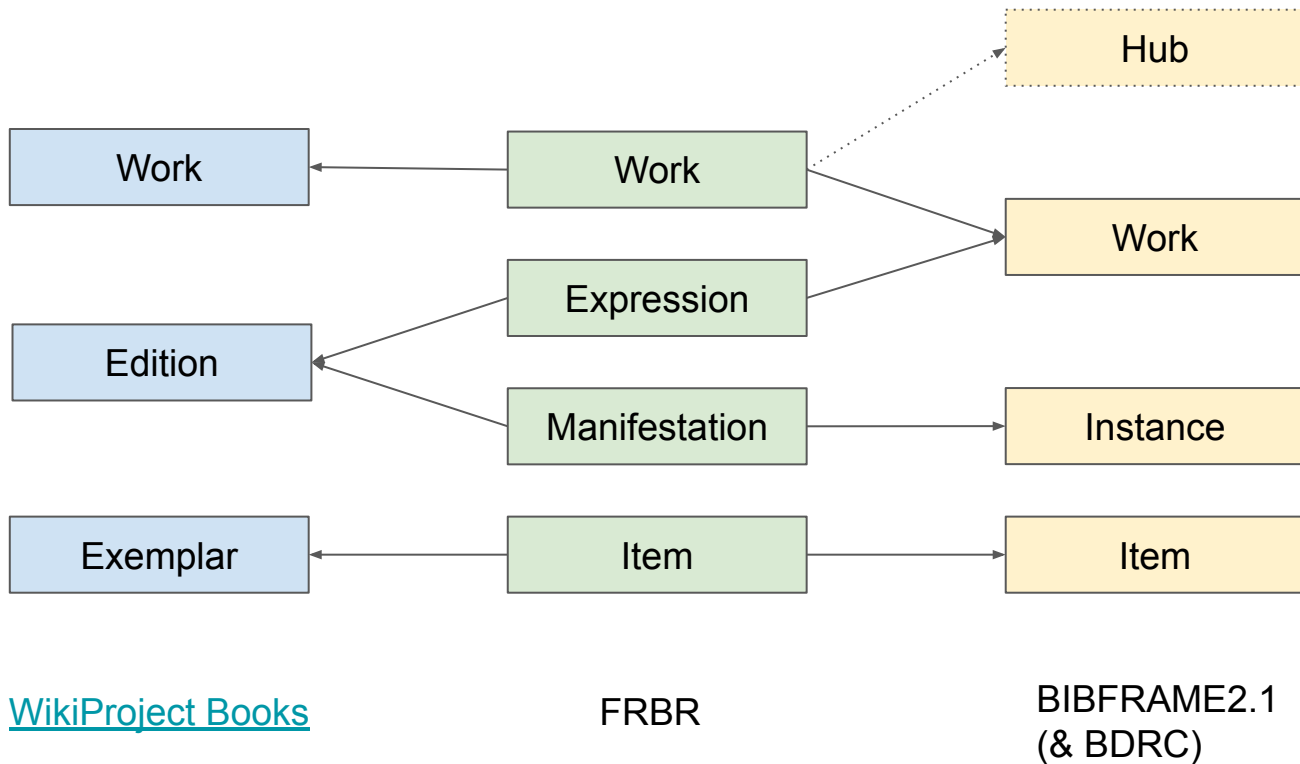 Hub
Work
Work
Work
Expression
Edition
Manifestation
Instance
Exemplar
Item
Item
WikiProject Books
FRBR
BIBFRAME2.1
(& BDRC)